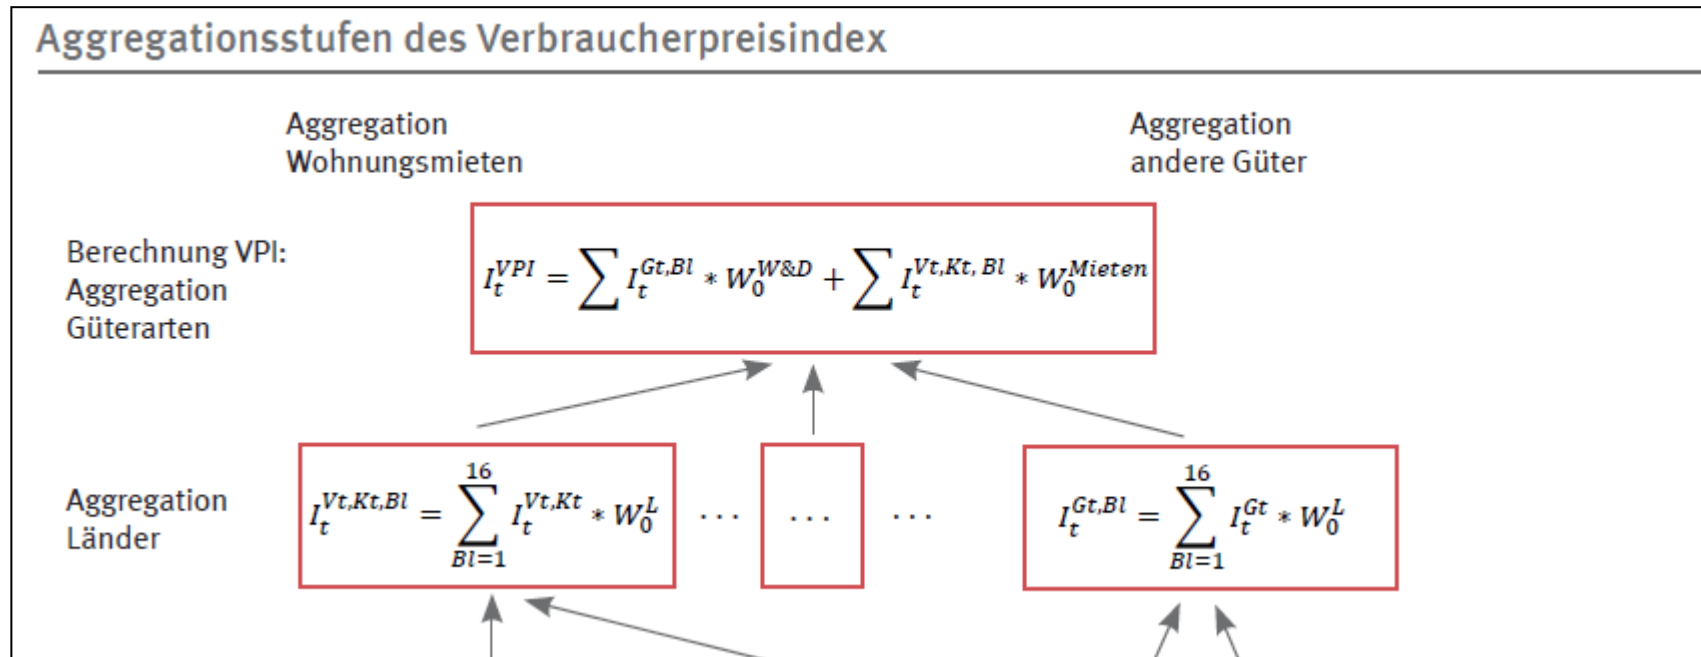 Aggregationsstufen des Verbraucherpreisindex
Aggregation
Wohnungsmieten
Aggregation
andere Güter
Berechnung VPI:
Aggregation
Güterarten
I_t^{VPI} = ∑ I_t^{Gt,Bl} * W_0^{W&D} + ∑ I_t^{Vt,Kt, Bl} * W_0^{Mieten}
Aggregation
Länder
I_t^{Vt,Kt,Bl} = ∑_{Bl=1}^{16} I_t^{Vt,Kt} * W_0^L
... ... ...
I_t^{Gt,Bl} = ∑_{Bl=1}^{16} I_t^{Gt} * W_0^L